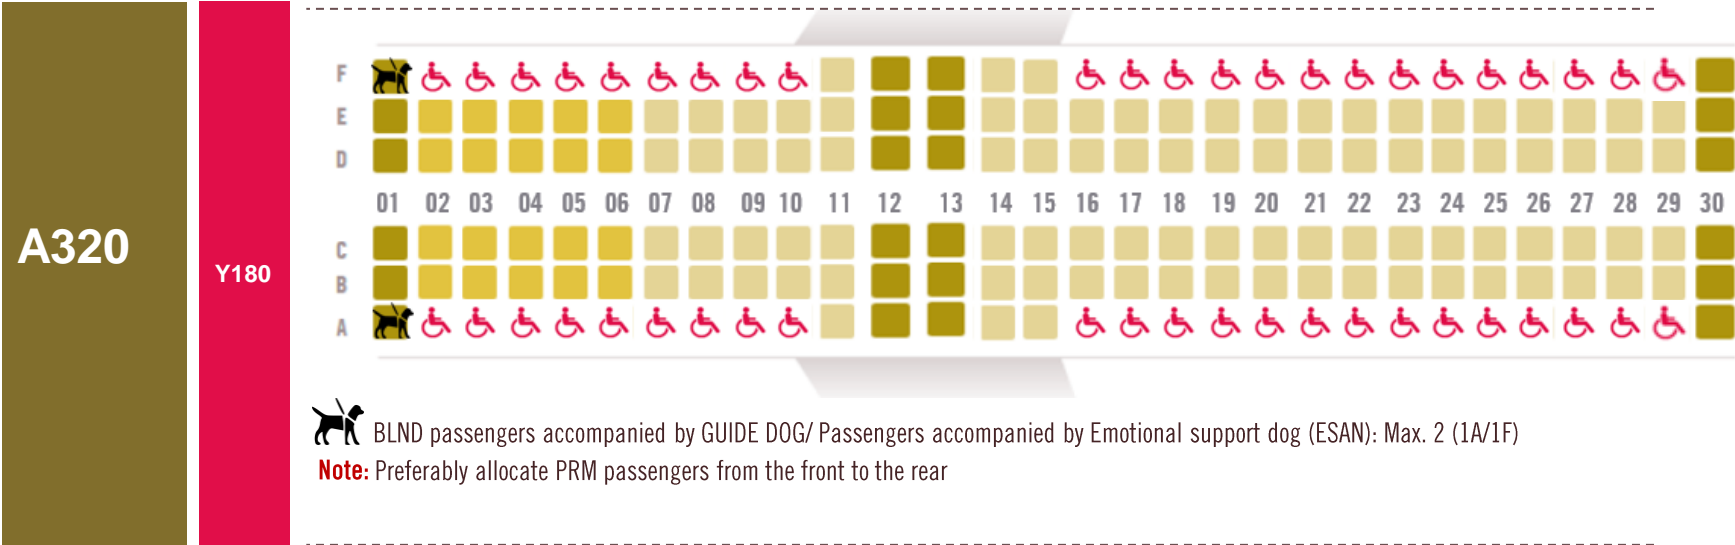 A320
Y180
F
E
D
01 02 03 04 05 06 07 08 09 10 11 12 13 14 15 16 17 18 19 20 21 22 23 24 25 26 27 28 29 30
C
B
A
BLND passengers accompanied by GUIDE DOG/ Passengers accompanied by Emotional support dog (ESAN): Max. 2 (1A/1F)
Note: Preferably allocate PRM passengers from the front to the rear